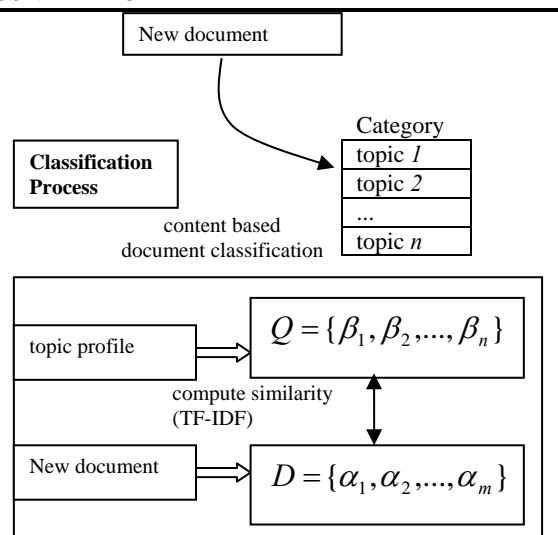 New document
Category
topic 1
topic 2
...
topic n
Classification
Process
content based
document classification
topic profile
Q = {β₁, β₂,..., βₙ}
compute similarity
(TF-IDF)
New document
D = {α₁, α₂,..., αₘ}